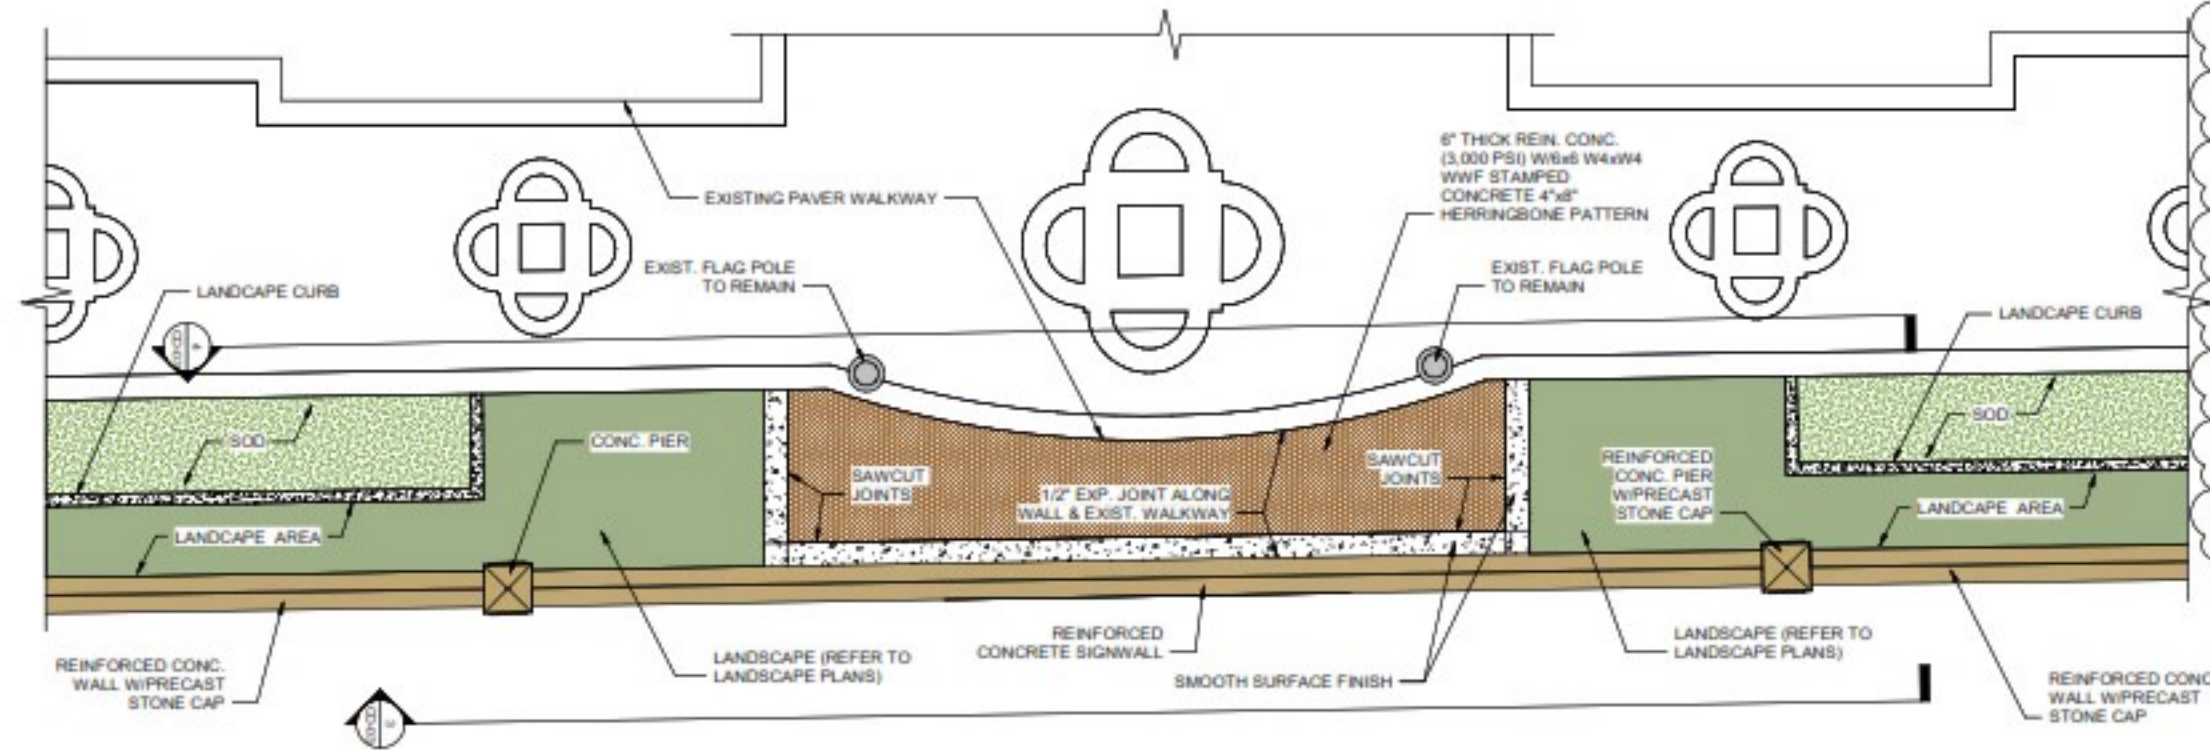 6" THICK REIN. CONC.
(3,000 PSI) W/6x6 W4xW4
WWF STAMPED
CONCRETE 4"x8"
HERRINGBONE PATTERN
EXISTING PAVER WALKWAY
EXIST. FLAG POLE
TO REMAIN
EXIST. FLAG POLE
TO REMAIN
LANDCAPE CURB
LANDCAPE CURB
SOD
CONC. PIER
SAWCUT
JOINTS
1/2" EXP. JOINT ALONG
WALL & EXIST. WALKWAY
SAWCUT
JOINTS
REINFORCED
CONC. PIER
W/PRECAST
STONE CAP
SOD
LANDCAPE AREA
LANDCAPE AREA
REINFORCED CONC.
WALL W/PRECAST
STONE CAP
LANDSCAPE (REFER TO
LANDSCAPE PLANS)
REINFORCED
CONCRETE SIGNWALL
SMOOTH SURFACE FINISH
LANDSCAPE (REFER TO
LANDSCAPE PLANS)
REINFORCED CONC
WALL W/PRECAST
STONE CAP